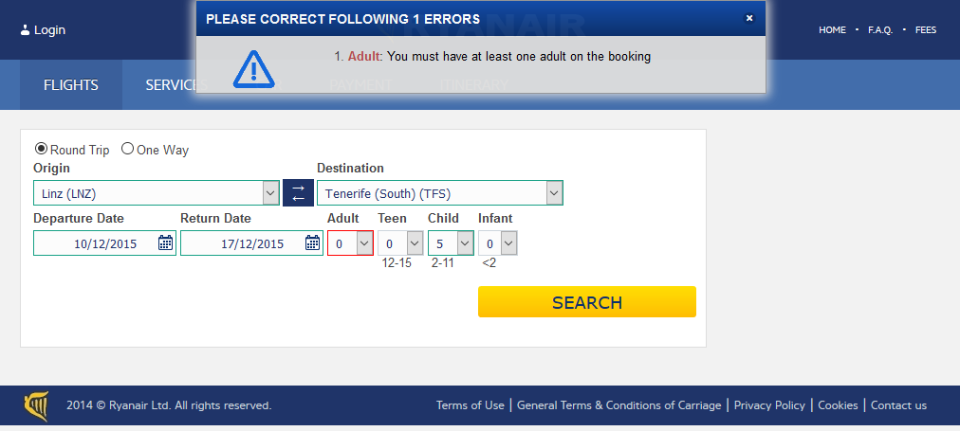 PLEASE CORRECT FOLLOWING 1 ERRORS
×
Login
RYANAIR
HOME • F.A.Q. • FEES
1. Adult: You must have at least one adult on the booking
FLIGHTS
SERVICES
Round Trip One Way
Origin Destination
Linz (LNZ) Tenerife (South) (TFS)
Departure Date Return Date Adult Teen Child Infant
10/12/2015 17/12/2015 0 0 5 0
12-15 2-11 <2
SEARCH
2014 © Ryanair Ltd. All rights reserved. Terms of Use | General Terms & Conditions of Carriage | Privacy Policy | Cookies | Contact us